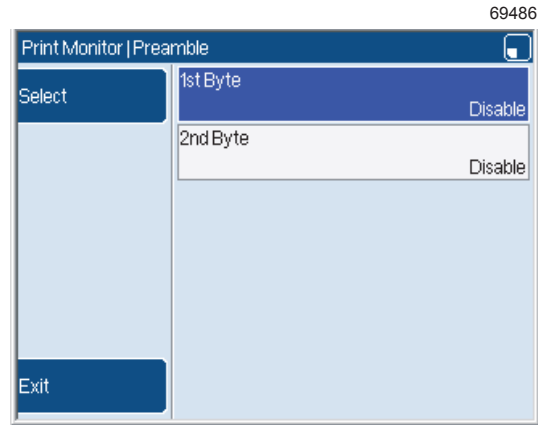 69486
Print Monitor | Preamble
Select
1st Byte
Disable
2nd Byte
Disable
Exit